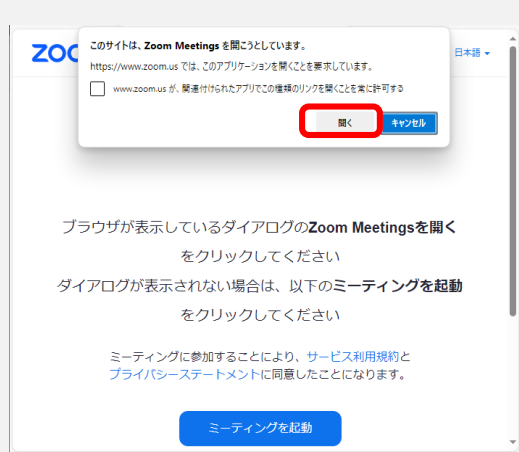 このサイトは、Zoom Meetings を開こうとしています。
https://www.zoom.us では、このアプリケーションを開くことを要求しています。
www.zoom.us が、関連付けられたアプリでこの種類のリンクを開くことを常に許可する
開く キャンセル
ZOO
日本語
ブラウザが表示しているダイアログのZoom Meetingsを開く
をクリックしてください
ダイアログが表示されない場合は、以下のミーティングを起動
をクリックしてください
ミーティングに参加することにより、サービス利用規約と
プライバシーステートメントに同意したことになります。
ミーティングを起動